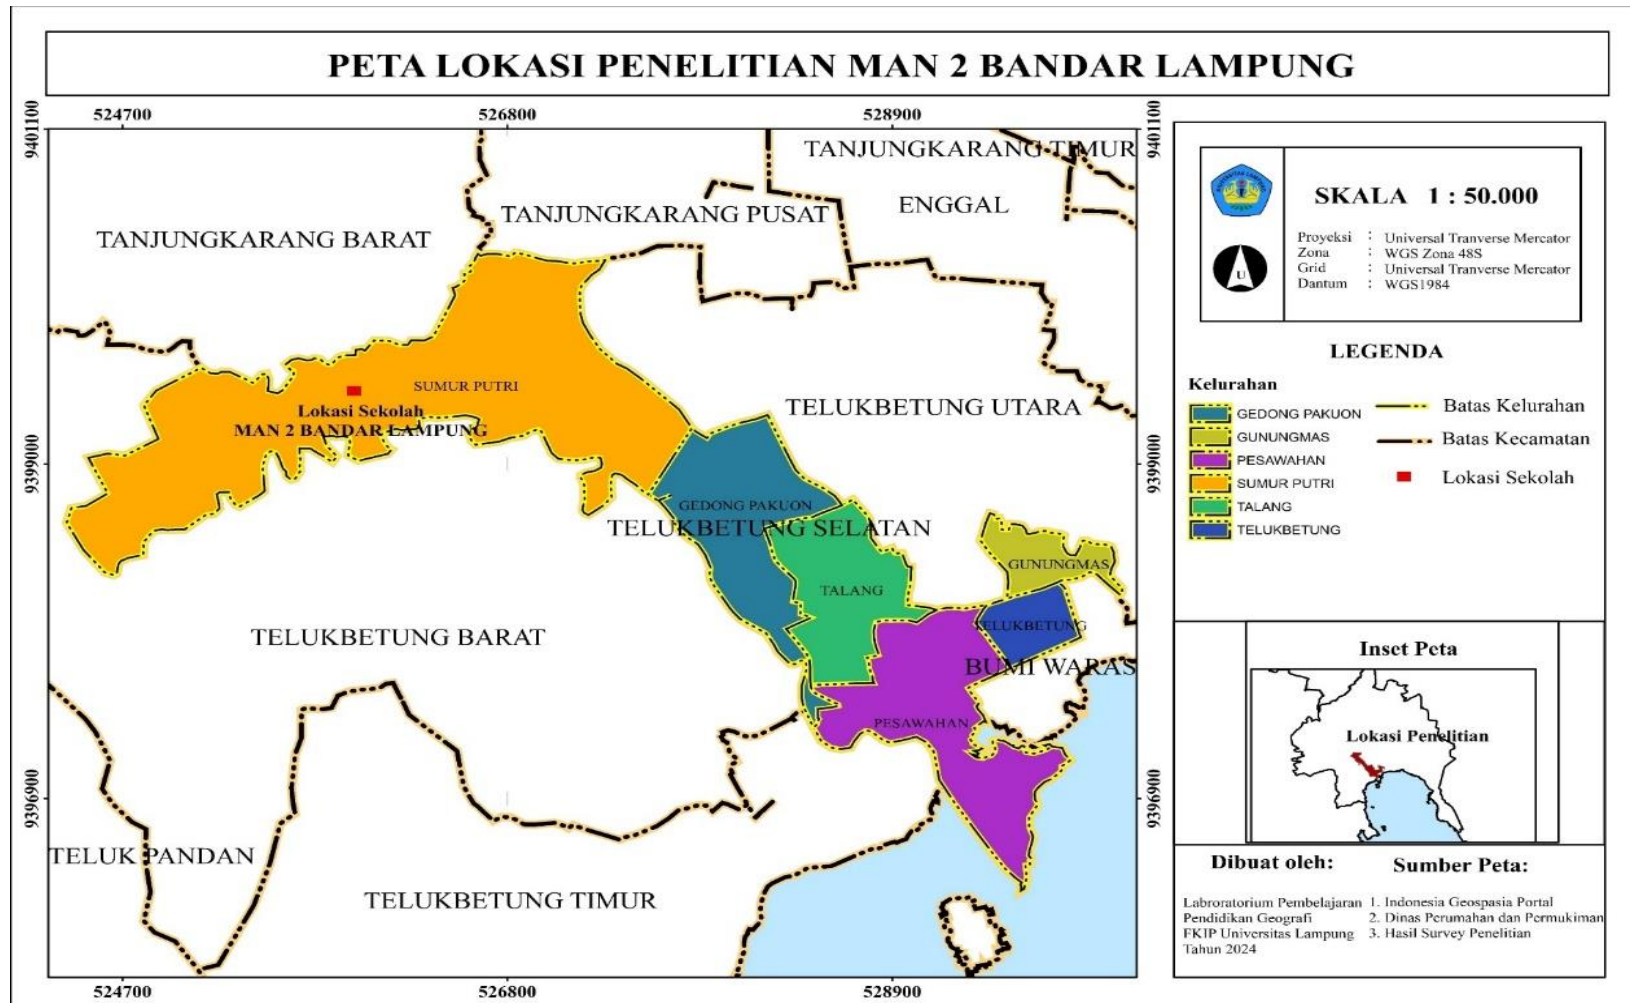 PETA LOKASI PENELITIAN MAN 2 BANDAR LAMPUNG
524700 526800 528900
9401100 9401100
TANJUNGKARANG TIMUR
TANJUNGKARANG PUSAT ENGGAL
TANJUNGKARANG BARAT
SUMUR PUTRI
Lokasi Sekolah
MAN 2 BANDAR LAMPUNG
TELUKBETUNG UTARA
9399000 9399000
GEDONG PAKUON
TELUKBETUNG SELATAN
GUNUNGMAS
TALANG
TELUKBETUNG
TELUKBETUNG BARAT
BUMI WARAS
PESAWAHAN
9396900 9396900
TELUK PANDAN
TELUKBETUNG TIMUR
524700 526800 528900
SKALA 1 : 50.000
Proyeksi : Universal Tranverse Mercator
Zona : WGS Zona 48S
Grid : Universal Tranverse Mercator
Dantum : WGS1984
U
LEGENDA
Kelurahan
GEDONG PAKUON
GUNUNGMAS
PESAWAHAN
SUMUR PUTRI
TALANG
TELUKBETUNG
Batas Kelurahan
Batas Kecamatan
Lokasi Sekolah
Inset Peta
Lokasi Penelitian
Dibuat oleh:
Labroratorium Pembelajaran
Pendidikan Geografi
FKIP Universitas Lampung
Tahun 2024
Sumber Peta:
1. Indonesia Geospasia Portal
2. Dinas Perumahan dan Permukiman
3. Hasil Survey Penelitian